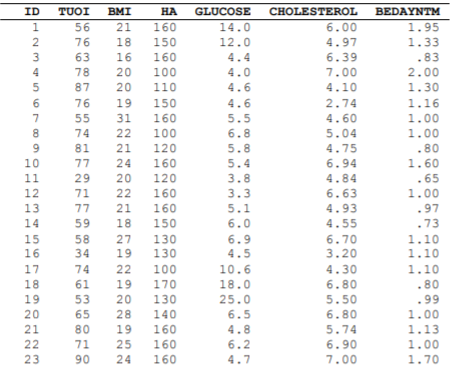 ID TUOI BMI HA GLUCOSE CHOLESTEROL BEDAYNTM
1 56 21 160 14.0 6.00 1.95
2 76 18 150 12.0 4.97 1.33
3 63 16 160 4.4 6.39 .83
4 78 20 100 4.0 7.00 2.00
5 87 20 110 4.6 4.10 1.30
6 76 19 150 4.6 2.74 1.16
7 55 31 160 5.5 4.60 1.00
8 74 22 100 6.8 5.04 1.00
9 81 21 120 5.8 4.75 .80
10 77 24 160 5.4 6.94 1.60
11 29 20 120 3.8 4.84 .65
12 71 22 160 3.3 6.63 1.00
13 77 21 160 5.1 4.93 .97
14 59 18 150 6.0 4.55 .73
15 58 27 130 6.9 6.70 1.10
16 34 19 130 4.5 3.20 1.10
17 74 22 100 10.6 4.30 1.10
18 61 19 170 18.0 6.80 .80
19 53 20 130 25.0 5.50 .99
20 65 28 140 6.5 6.80 1.00
21 80 19 160 4.8 5.74 1.13
22 71 25 160 6.2 6.90 1.00
23 90 24 160 4.7 7.00 1.70